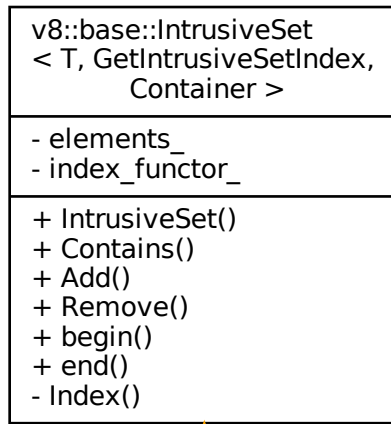 v8::base::IntrusiveSet
< T, GetIntrusiveSetIndex,
Container >
- elements_
- index_functor_
+ IntrusiveSet()
+ Contains()
+ Add()
+ Remove()
+ begin()
+ end()
- Index()